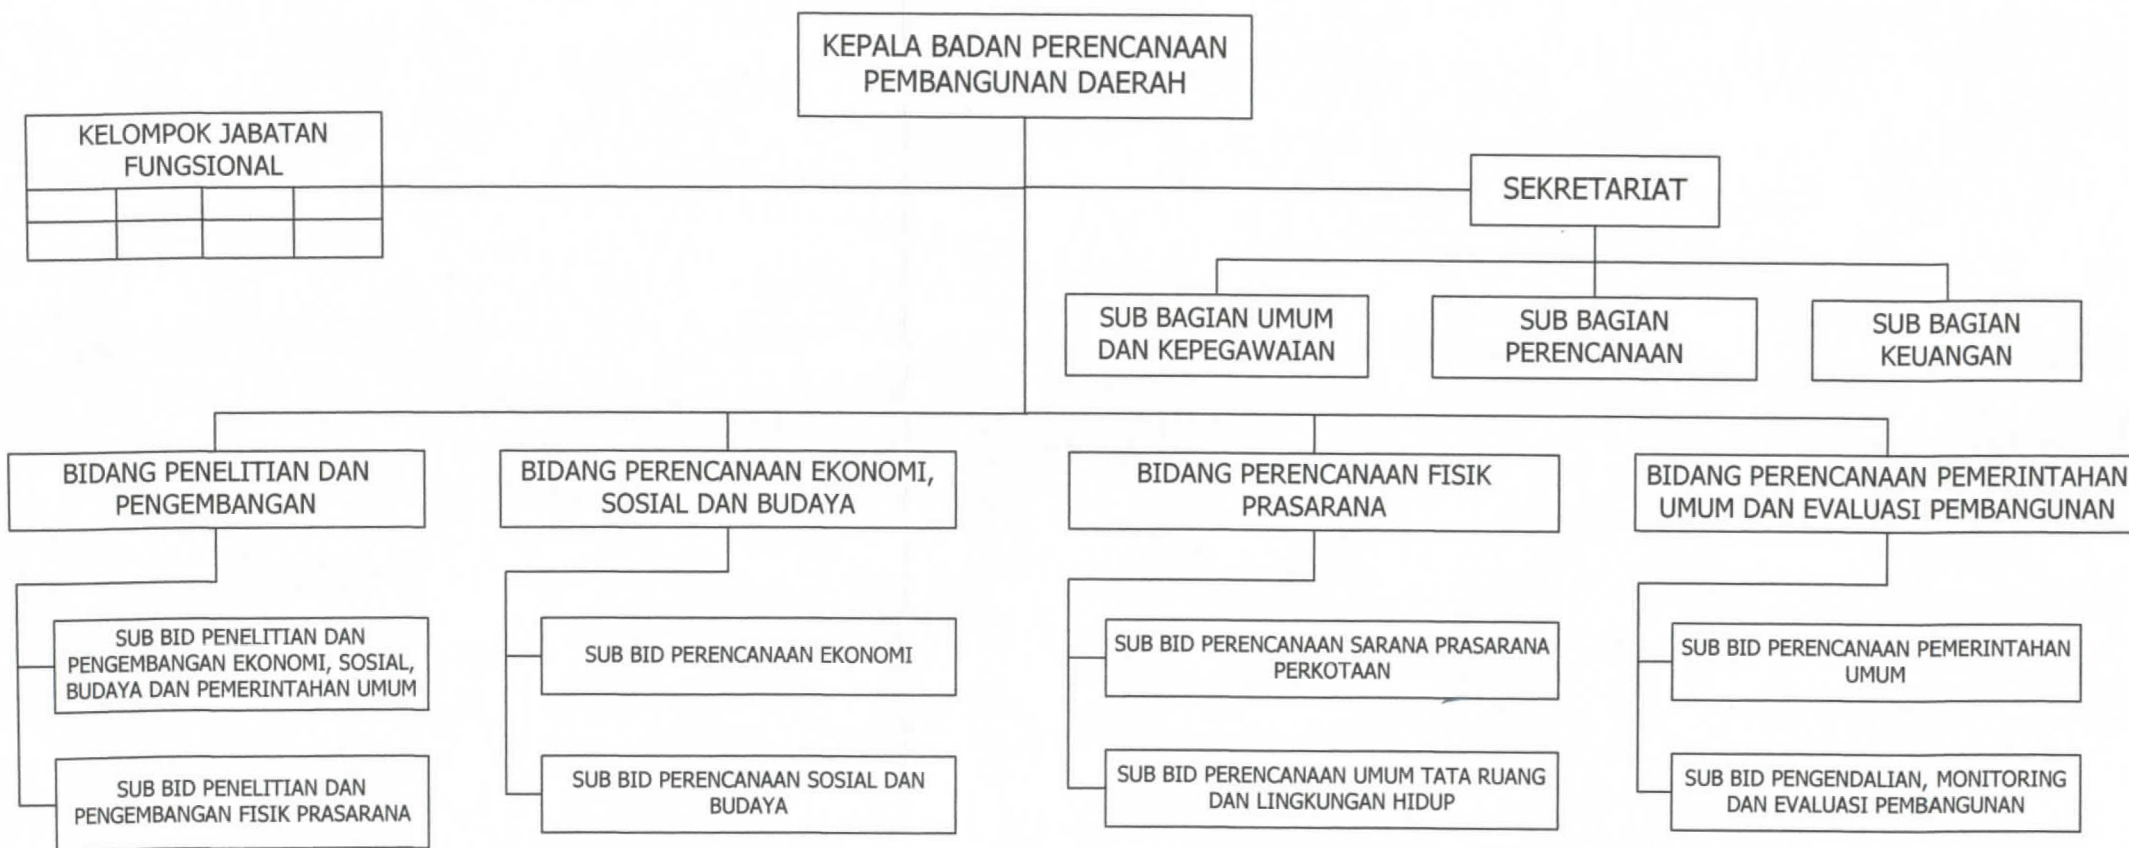 KEPALA BADAN PERENCANAAN
PEMBANGUNAN DAERAH
KELOMPOK JABATAN
FUNGSIONAL
SEKRETARIAT
SUB BAGIAN UMUM
DAN KEPEGAWAIAN
SUB BAGIAN
PERENCANAAN
SUB BAGIAN
KEUANGAN
BIDANG PENELITIAN DAN
PENGEMBANGAN
BIDANG PERENCANAAN EKONOMI,
SOSIAL DAN BUDAYA
BIDANG PERENCANAAN FISIK
PRASARANA
BIDANG PERENCANAAN PEMERINTAHAN
UMUM DAN EVALUASI PEMBANGUNAN
SUB BID PENELITIAN DAN
PENGEMBANGAN EKONOMI, SOSIAL,
BUDAYA DAN PEMERINTAHAN UMUM
SUB BID PERENCANAAN EKONOMI
SUB BID PERENCANAAN SARANA PRASARANA
PERKOTAAN
SUB BID PERENCANAAN PEMERINTAHAN
UMUM
SUB BID PENELITIAN DAN
PENGEMBANGAN FISIK PRASARANA
SUB BID PERENCANAAN SOSIAL DAN
BUDAYA
SUB BID PERENCANAAN UMUM TATA RUANG
DAN LINGKUNGAN HIDUP
SUB BID PENGENDALIAN, MONITORING
DAN EVALUASI PEMBANGUNAN